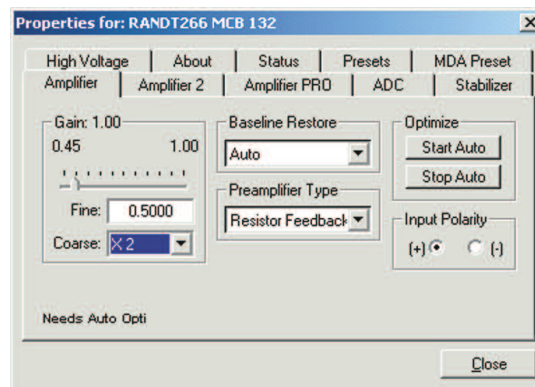 Properties for: RANDT266 MCB 132
High Voltage About Status Presets MDA Preset
Amplifier Amplifier 2 Amplifier PRO ADC Stabilizer
Gain: 1.00
0.45 1.00
Fine: 0.5000
Coarse: X 2
Baseline Restore
Auto
Preamplifier Type
Resistor Feedback
Optimize
Start Auto
Stop Auto
Input Polarity
(+) (-)
Needs Auto Opti
Close